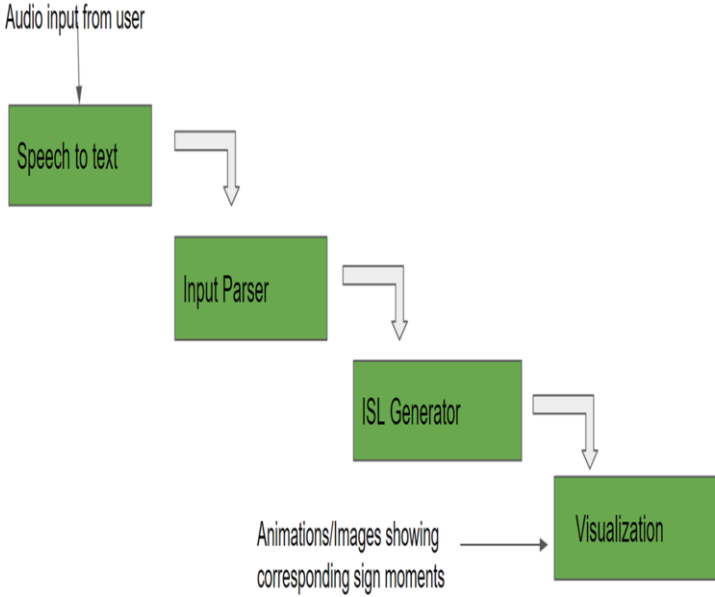 Audio input from user
Speech to text
Input Parser
ISL Generator
Visualization
Animations/Images showing
corresponding sign moments